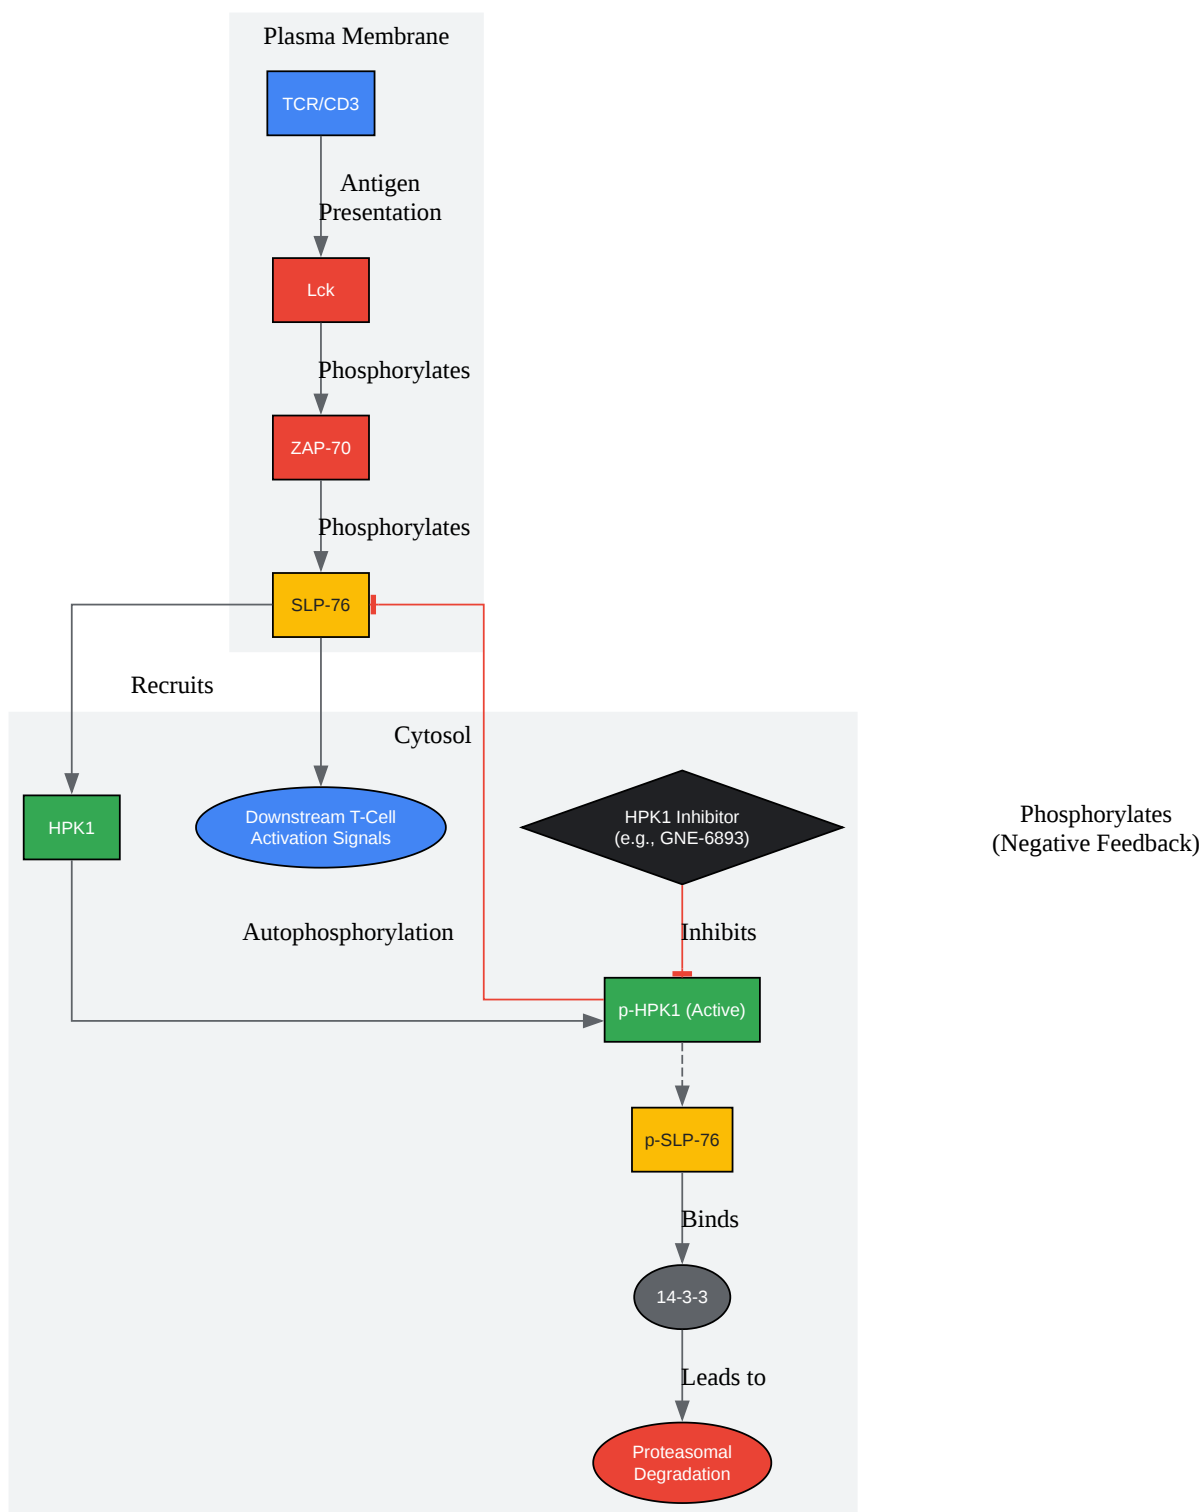 Plasma Membrane
TCR/CD3
Antigen
Presentation
Lck
Phosphorylates
ZAP-70
Phosphorylates
SLP-76
Recruits
Cytosol
HPK1
Downstream T-Cell
Activation Signals
HPK1 Inhibitor
(e.g., GNE-6893)
Phosphorylates
(Negative Feedback)
Autophosphorylation
Inhibits
p-HPK1 (Active)
p-SLP-76
Binds
14-3-3
Leads to
Proteasomal
Degradation